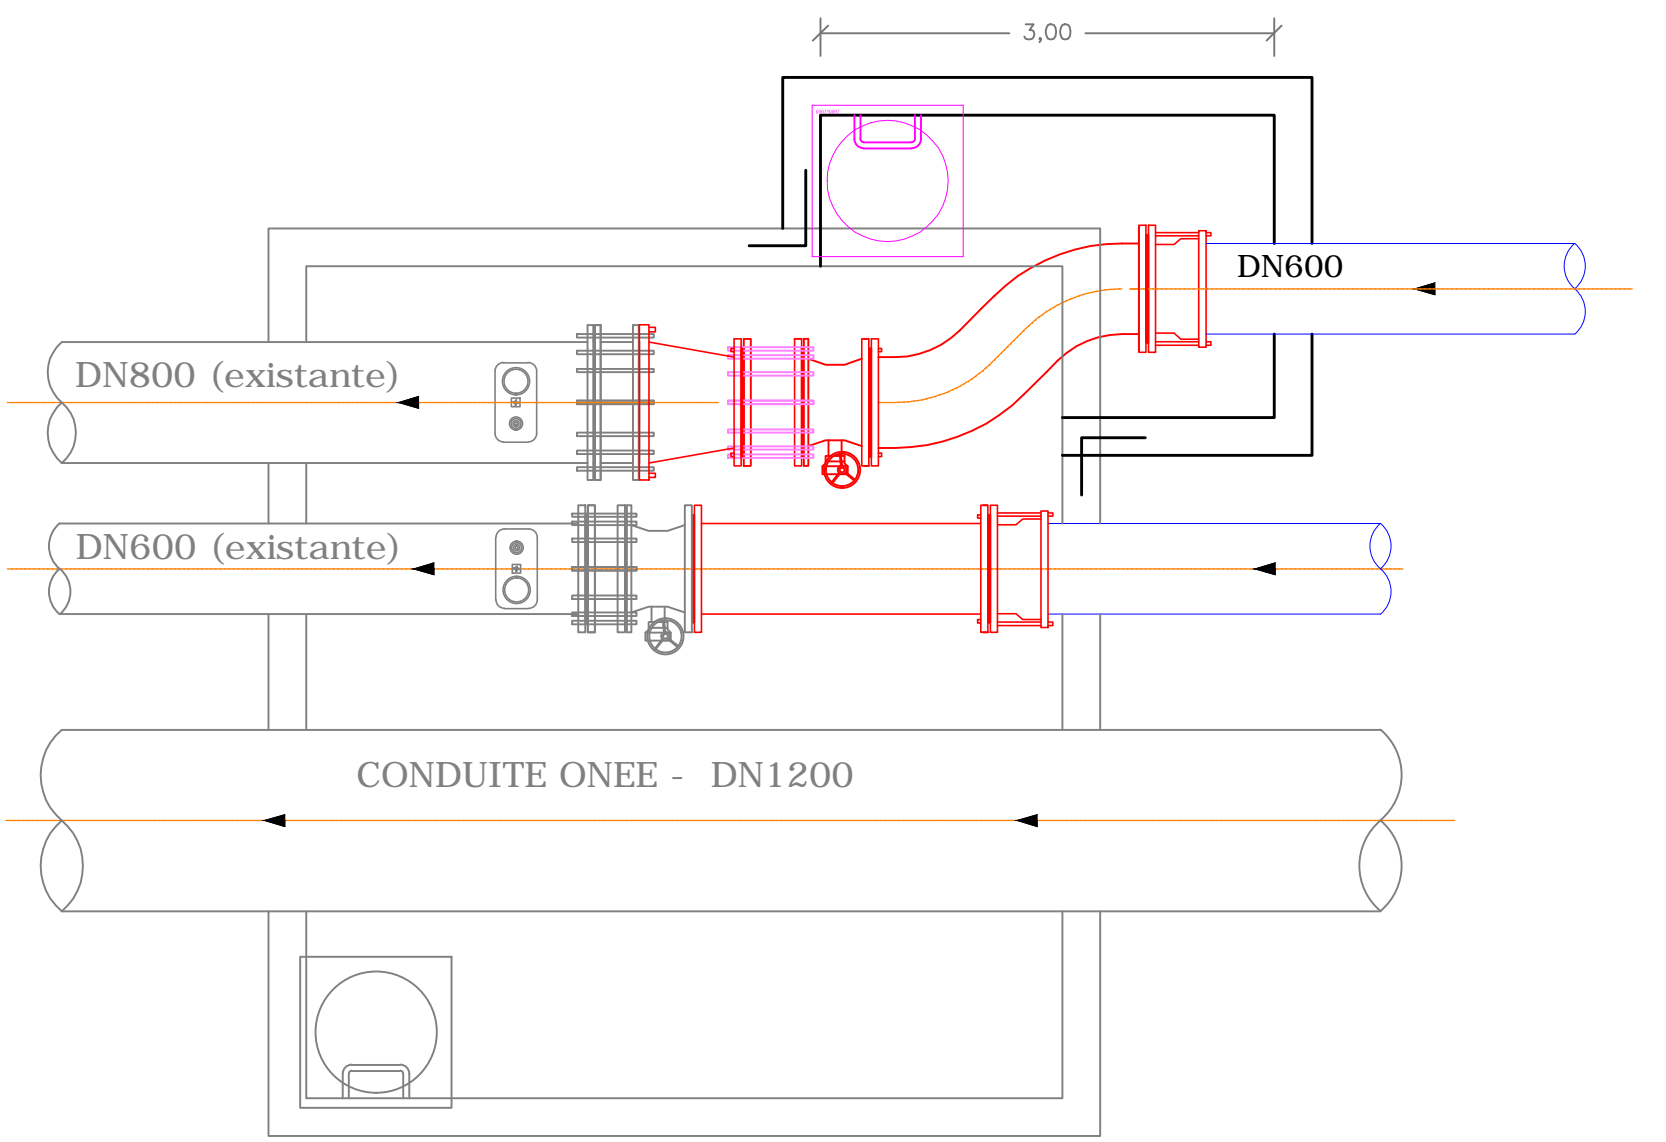 3,00
DN600
DN800 (existante)
DN600 (existante)
CONDUITE ONEE - DN1200